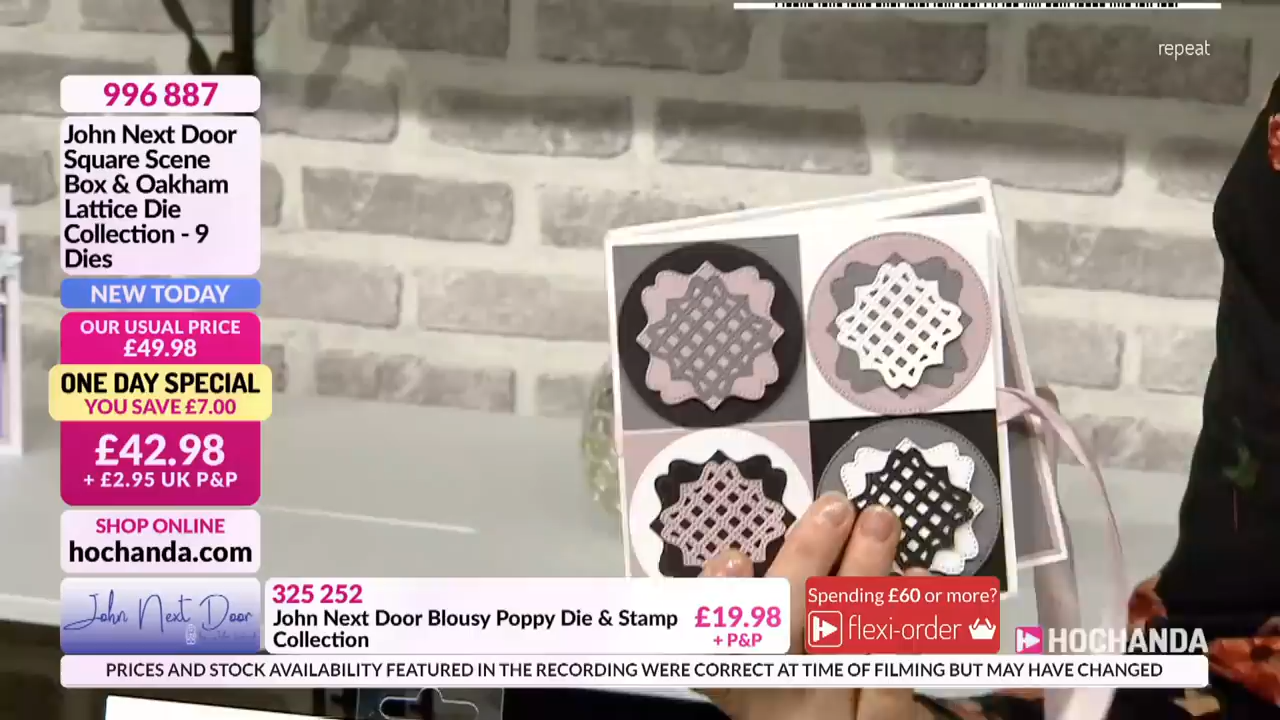 repeat
996 887
John Next Door
Square Scene
Box & Oakham
Lattice Die
Collection - 9
Dies
NEW TODAY
OUR USUAL PRICE
£49.98
ONE DAY SPECIAL
YOU SAVE £7.00
£42.98
+ £2.95 UK P&P
SHOP ONLINE
hochanda.com
John Next Door
325 252
John Next Door Blousy Poppy Die & Stamp
Collection
£19.98
+ P&P
Spending £60 or more?
flexi-order
HOCHANDA
PRICES AND STOCK AVAILABILITY FEATURED IN THE RECORDING WERE CORRECT AT TIME OF FILMING BUT MAY HAVE CHANGED